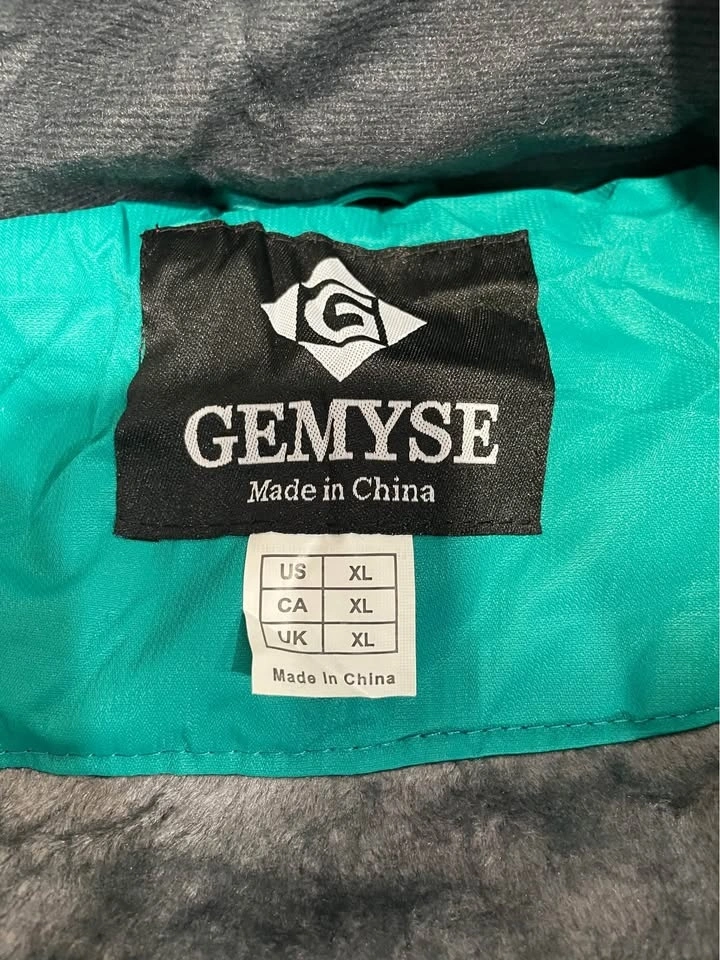 G
GEMYSE
Made in China
US XL
CA XL
UK XL
Made In China